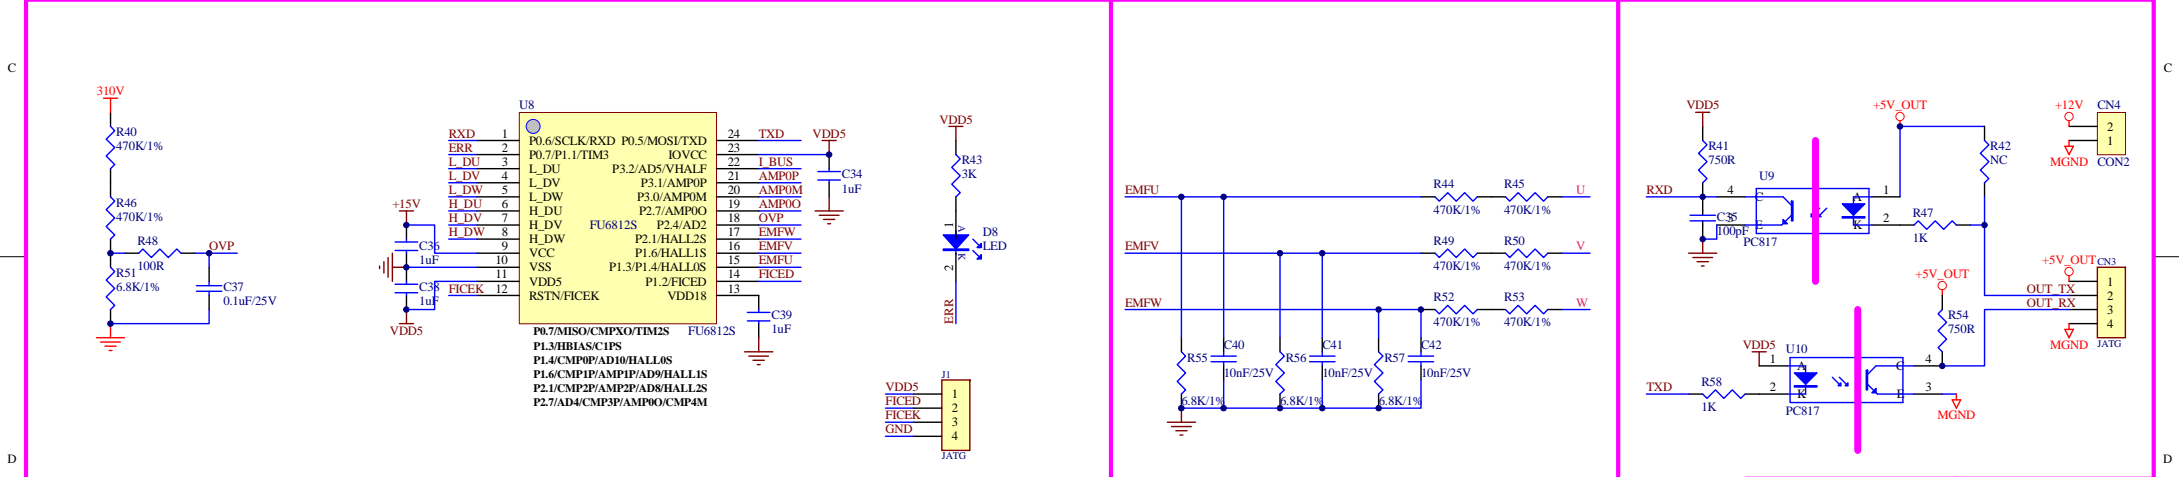 C
310V
R40
470K/1%
R46
470K/1%
R48
100R
OVP
R51
6.8K/1%
C37
0.1uF/25V
+15V
C36
1uF
C38
1uF
VDD5
U8
RXD 1 P0.6/SCLK/RXD P0.5/MOSI/TXD 24 TXD
ERR 2 P0.7/P1.1/TIM3 IOVCC 23
L_DU 3 L_DU P3.2/AD5/VHALF 22 I_BUS
L_DV 4 L_DV P3.1/AMP0P 21 AMP0P
L_DW 5 L_DW P3.0/AMP0M 20 AMP0M
H_DU 6 H_DU P2.7/AMP0O 19 AMP0O
H_DV 7 H_DV FU6812S P2.4/AD2 18 OVP
H_DW 8 H_DW P2.1/HALL2S 17 EMFW
9 VCC P1.6/HALL1S 16 EMFV
10 VSS P1.3/P1.4/HALL0S 15 EMFU
11 VDD5 P1.2/FICED 14 FICED
FICEK 12 RSTN/FICEK VDD18 13
FU6812S
P0.7/MISO/CMPXO/TIM2S
P1.3/HBIAS/C1PS
P1.4/CMP0P/AD10/HALL0S
P1.6/CMP1P/AMP1P/AD9/HALL1S
P2.1/CMP2P/AMP2P/AD8/HALL2S
P2.7/AD4/CMP3P/AMP0O/CMP4M
VDD5
C34
1uF
C39
1uF
VDD5
R43
3K
1
A
D8
LED
K
2
ERR
J1
VDD5 1
FICED 2
FICEK 3
GND 4
JATG
EMFU R44 R45 U
470K/1% 470K/1%
EMFV R49 R50 V
470K/1% 470K/1%
EMFW R52 R53 W
470K/1% 470K/1%
R55 C40 R56 C41 R57 C42
10nF/25V 10nF/25V 10nF/25V
6.8K/1% 6.8K/1% 6.8K/1%
VDD5
R41
750R
RXD
C35
100pF
U9
4 C A 1
3 E K 2
PC817
+5V_OUT
R42
NC
R47
1K
+12V CN4
2
1
MGND CON2
+5V_OUT CN3
1
OUT_TX 2
OUT_RX 3
4
MGND JATG
+5V_OUT
R54
750R
VDD5 U10
1 A C 4
TXD R58 2 K E 3
1K PC817 MGND
C
D
D